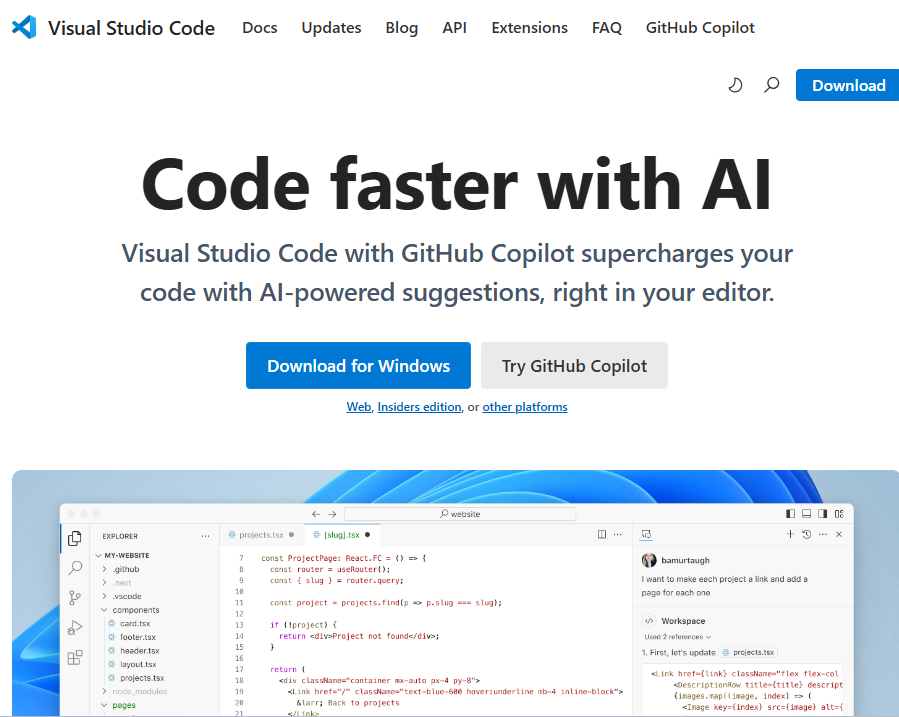 Visual Studio Code Docs Updates Blog API Extensions FAQ GitHub Copilot
Download
Code faster with AI
Visual Studio Code with GitHub Copilot supercharges your
code with AI-powered suggestions, right in your editor.
Download for Windows Try GitHub Copilot
Web, Insiders edition, or other platforms
website
EXPLORER
MY-WEBSITE
.github
.next
.vscode
components
card.tsx
footer.tsx
header.tsx
layout.tsx
projects.tsx
node_modules
pages
projects.tsx [slug].tsx
7 const ProjectPage: React.FC = () => {
8 const router = useRouter();
9 const { slug } = router.query;
10
11 const project = projects.find(p => p.slug === slug);
12
13 if (!project) {
14 return <div>Project not found</div>;
15 }
16
17 return (
18 <div className="container mx-auto px-4 py-8">
19 <Link href="/" className="text-blue-600 hover:underline mb-4 inline-block">
20 &larr; Back to projects
21 </Link>
bamurtaugh
I want to make each project a link and add a
page for each one
Workspace
Used 2 references
1. First, let's update projects.tsx
<Link href={link} className="flex flex-col
<DescriptionRow title={title} descript
{images.map((image, index) => (
<Image key={index} src={image} alt={